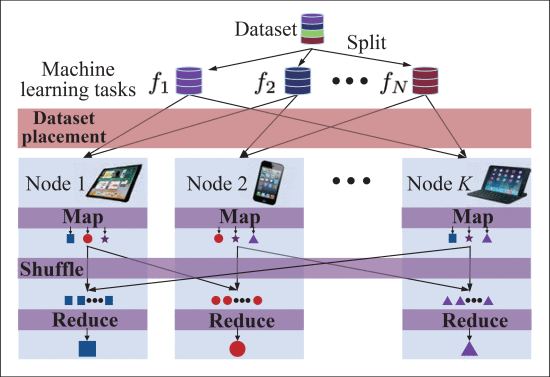 Dataset
Split
Machine
learning tasks
f1 f2 ••• fN
Dataset
placement
Node 1 Node 2 ••• Node K
Map Map Map
Shuffle
Reduce Reduce Reduce